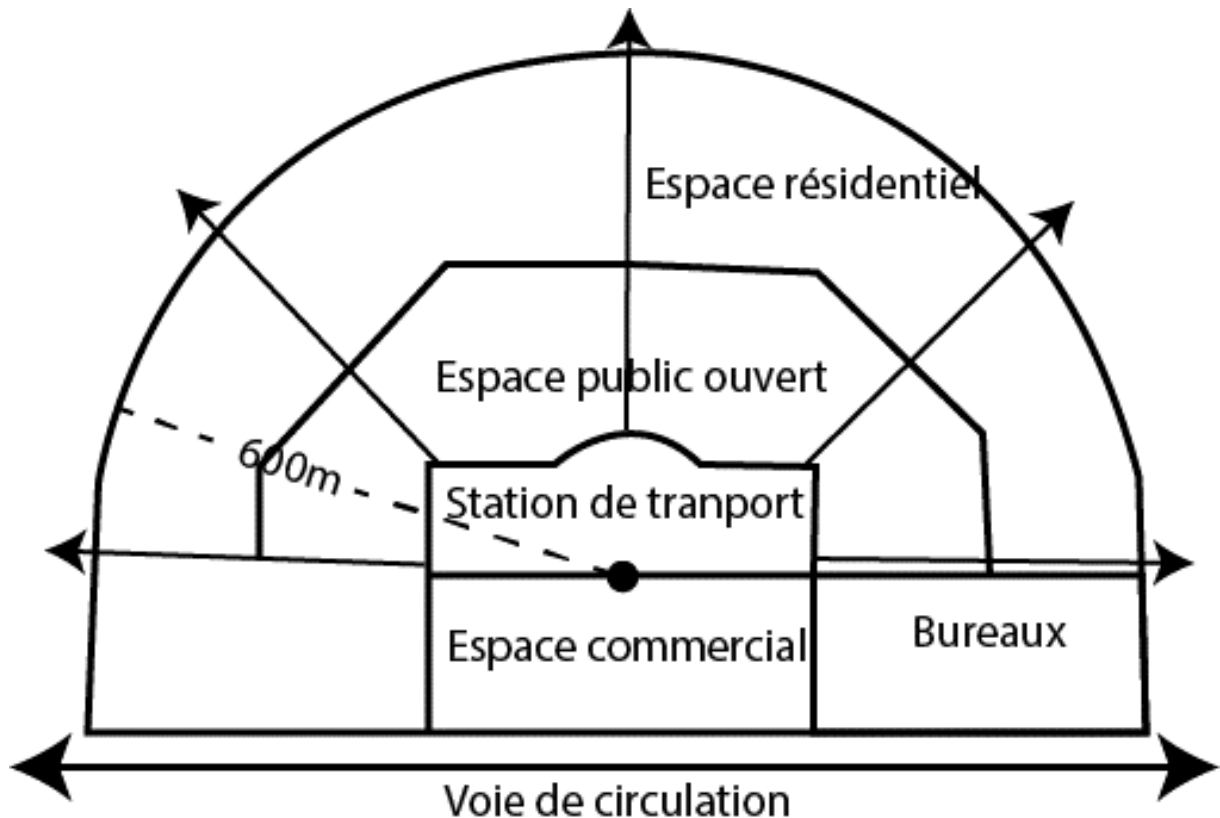 Espace résidentiel
Espace public ouvert
600m
Station de tranport
Espace commercial
Bureaux
Voie de circulation